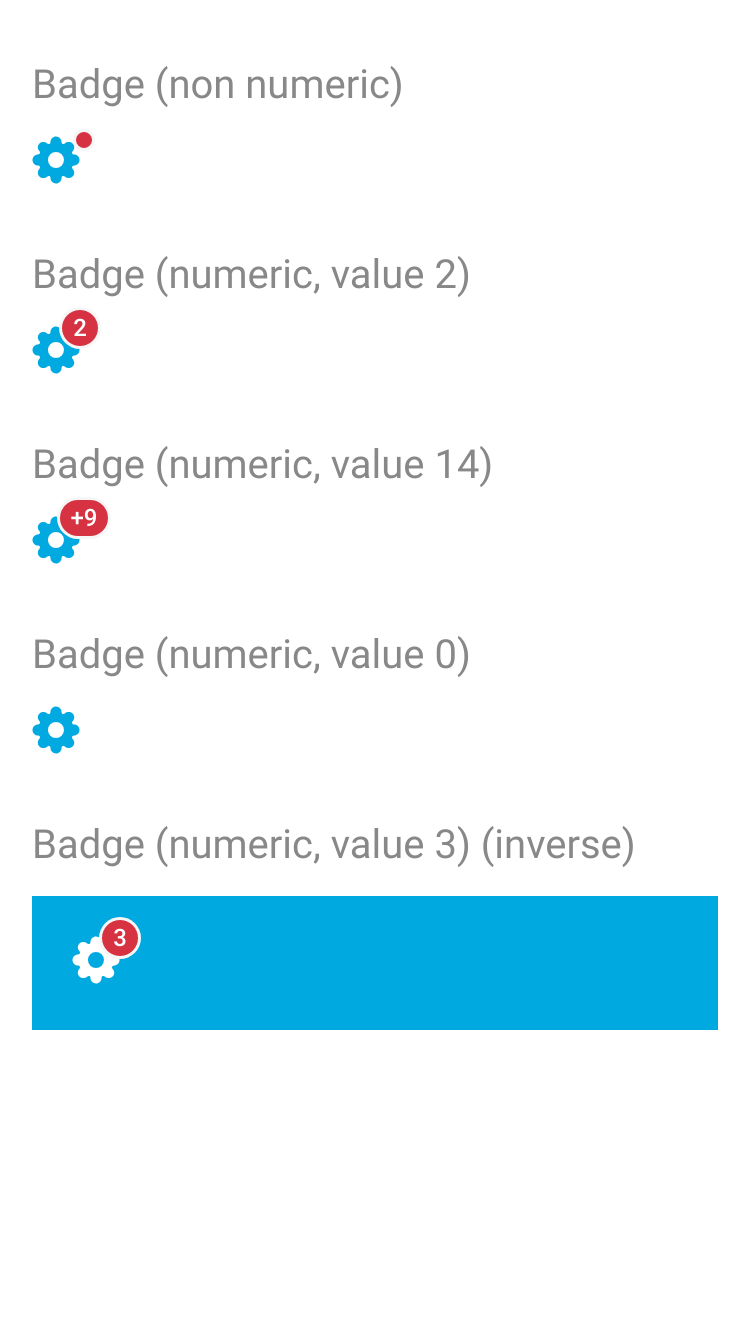 Badge (non numeric)
Badge (numeric, value 2)
2
Badge (numeric, value 14)
+9
Badge (numeric, value 0)
Badge (numeric, value 3) (inverse)
3